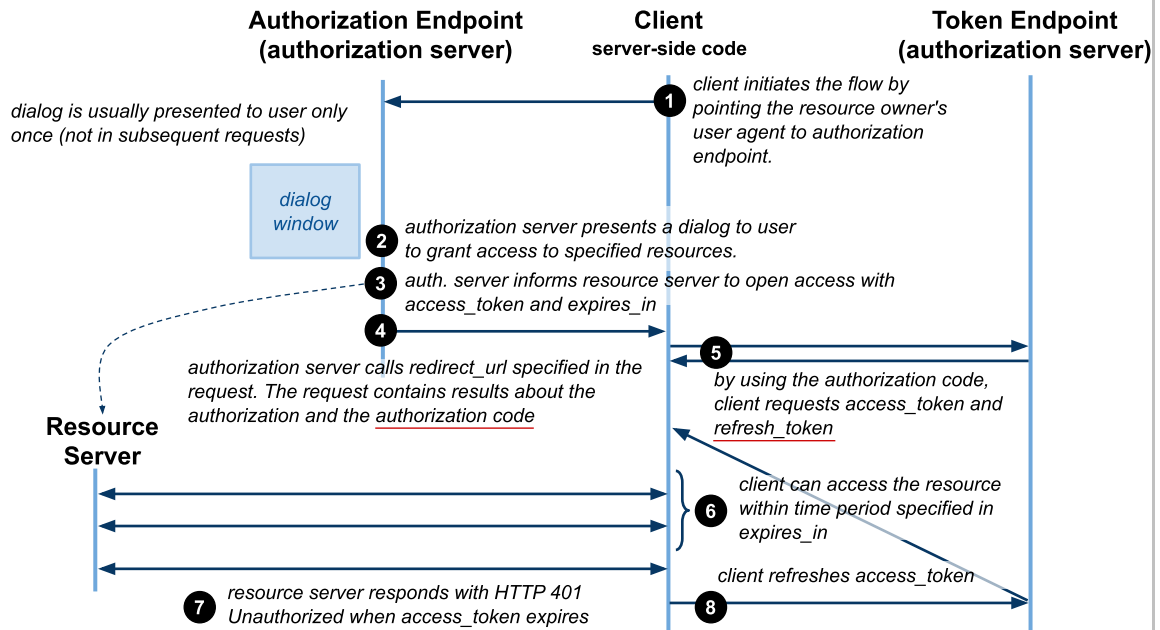 Authorization Endpoint
(authorization server)
Client
server-side code
Token Endpoint
(authorization server)
1
client initiates the flow by
pointing the resource owner's
user agent to authorization
endpoint.
dialog is usually presented to user only
once (not in subsequent requests)
dialog
window
2
authorization server presents a dialog to user
to grant access to specified resources.
3
auth. server informs resource server to open access with
access_token and expires_in
4
authorization server calls redirect_url specified in the
request. The request contains results about the
authorization and the authorization code
5
by using the authorization code,
client requests access_token and
refresh_token
Resource
Server
6
client can access the resource
within time period specified in
expires_in
7
resource server responds with HTTP 401
Unauthorized when access_token expires
client refreshes access_token
8